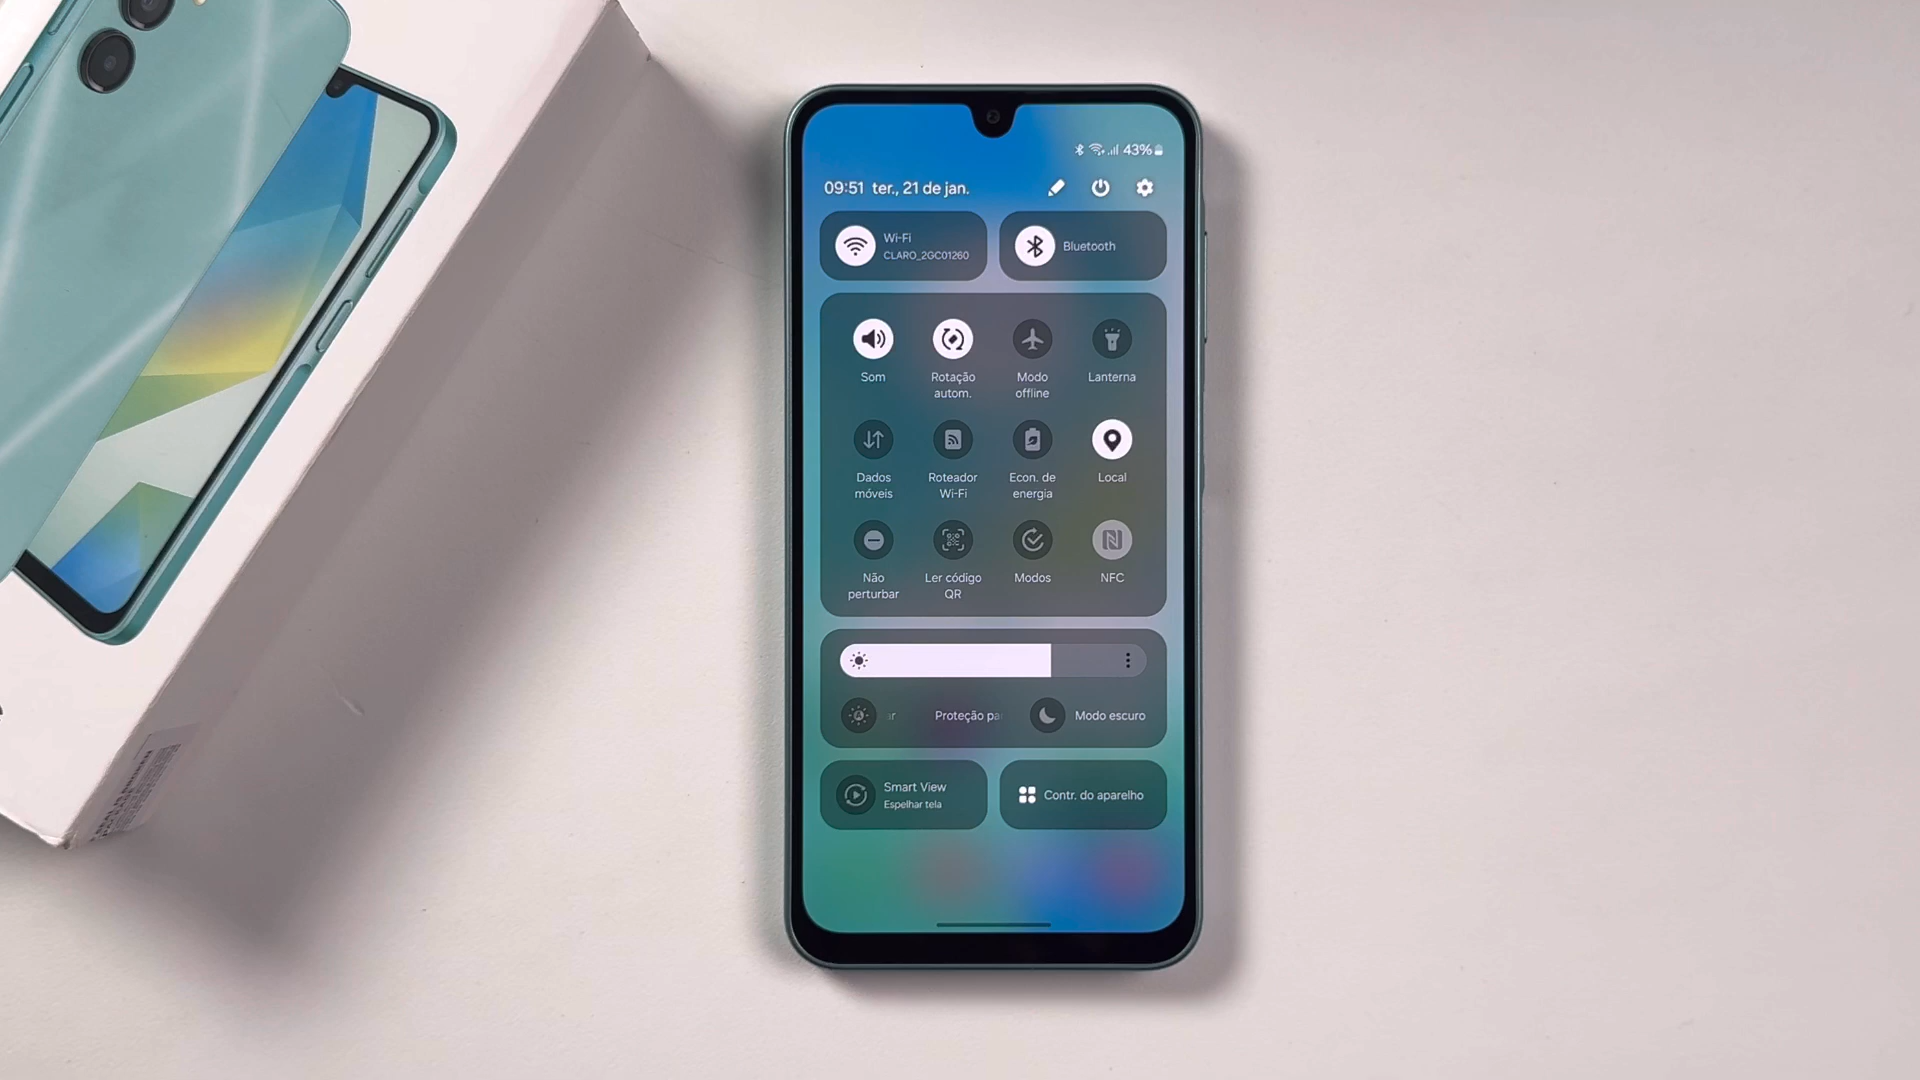 43%
09:51 ter., 21 de jan.
Wi-Fi
CLARO_2GC01260
Bluetooth
Som
Rotação
autom.
Modo
offline
Lanterna
Dados
móveis
Roteador
Wi-Fi
Econ. de
energia
Local
Não
perturbar
Ler código
QR
Modos
NFC
ar
Proteção pa
Modo escuro
Smart View
Espelhar tela
Contr. do aparelho